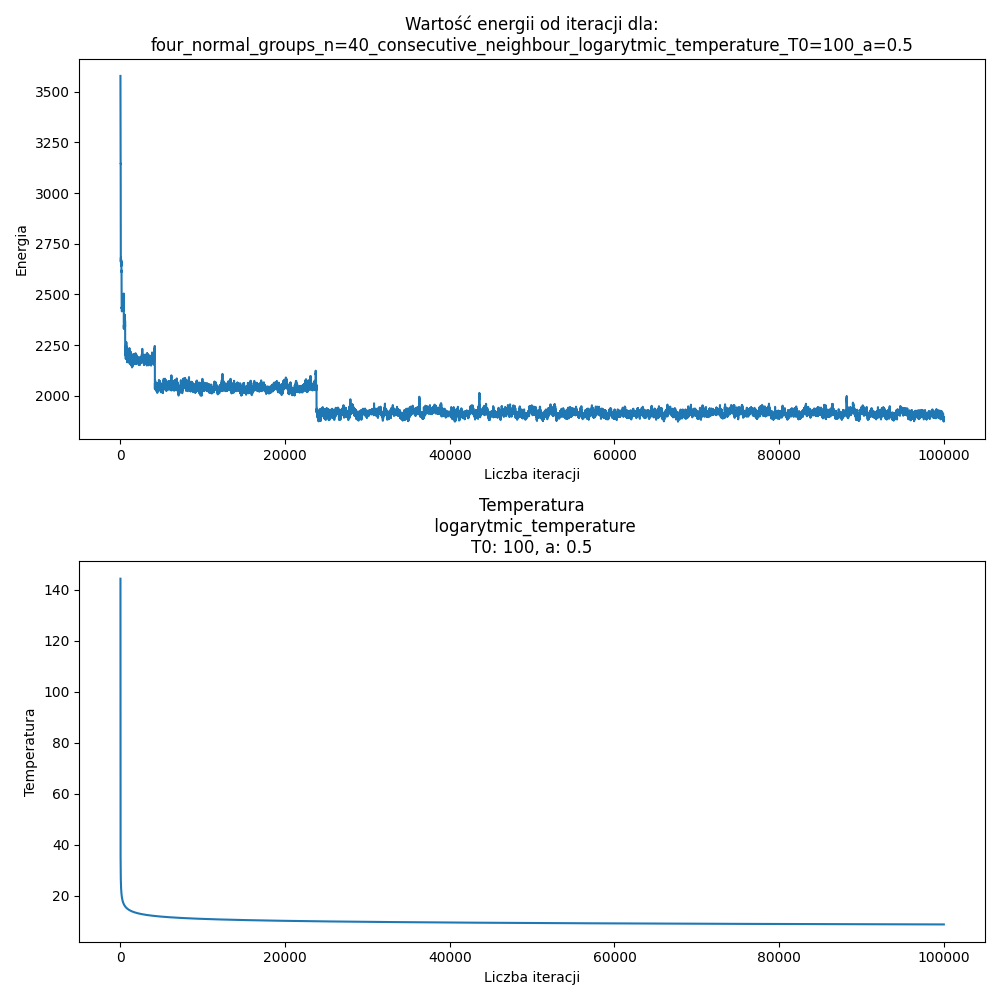 Wartość energii od iteracji dla:
four_normal_groups_n=40_consecutive_neighbour_logarytmic_temperature_T0=100_a=0.5
3500
3250
3000
2750
2500
2250
2000
Energia
0 20000 40000 60000 80000 100000
Liczba iteracji
Temperatura
logarytmic_temperature
T0: 100, a: 0.5
140
120
100
80
60
40
20
Temperatura
0 20000 40000 60000 80000 100000
Liczba iteracji